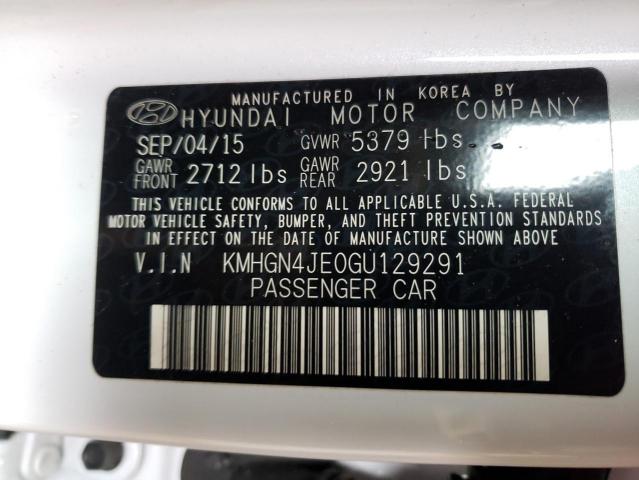 MANUFACTURED IN KOREA BY
HYUNDAI MOTOR COMPANY
SEP/04/15 GVWR 5379 lbs
GAWR FRONT 2712 lbs GAWR REAR 2921 lbs
THIS VEHICLE CONFORMS TO ALL APPLICABLE U.S.A. FEDERAL
MOTOR VEHICLE SAFETY, BUMPER, AND THEFT PREVENTION STANDARDS
IN EFFECT ON THE DATE OF MANUFACTURE SHOWN ABOVE
V.I.N KMHGN4JE0GU129291
PASSENGER CAR